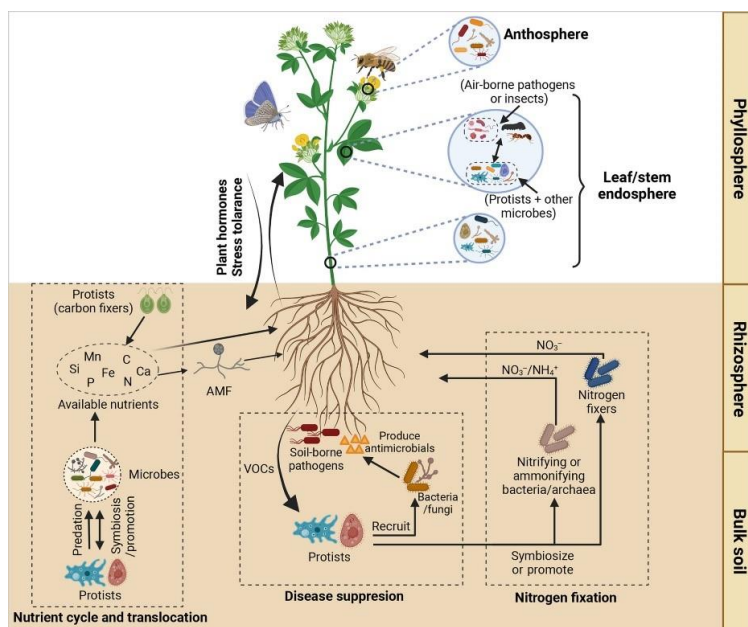 Anthosphere
(Air-borne pathogens
or insects)
Leaf/stem
endosphere
(Protists + other
microbes)
Phyllosphere
Plant hormones
Stress tolarance
Protists
(carbon fixers)
Mn
C
Si
Fe
Ca
P
N
Available nutrients
AMF
Microbes
Predation
Symbiosis
/promotion
Protists
Nutrient cycle and translocation
VOCs
Soil-borne
pathogens
Produce
antimicrobials
Bacteria
/fungi
Recruit
Protists
Disease suppresion
NO₃⁻
NO₃⁻/NH₄⁺
Nitrogen
fixers
Nitrifying or
ammonifying
bacteria/archaea
Symbiosize
or promote
Nitrogen fixation
Rhizosphere
Bulk soil